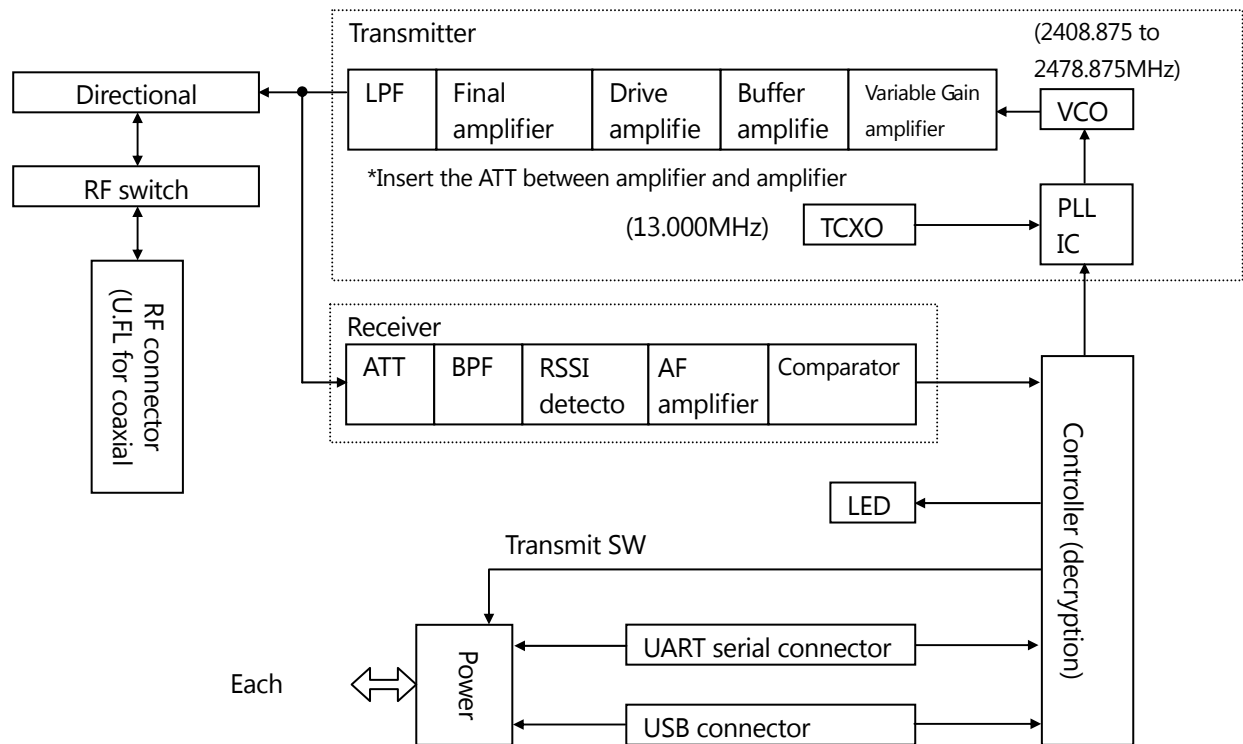 Transmitter
(2408.875 to
2478.875MHz)
Directional
LPF
Final
amplifier
Drive
amplifie
Buffer
amplifie
Variable Gain
amplifier
VCO
RF switch
*Insert the ATT between amplifier and amplifier
(13.000MHz)
TCXO
PLL
IC
RF connector
(U.FL for coaxial
Receiver
ATT
BPF
RSSI
detecto
AF
amplifier
Comparator
Controller (decryption)
LED
Transmit SW
Power
UART serial connector
Each
USB connector